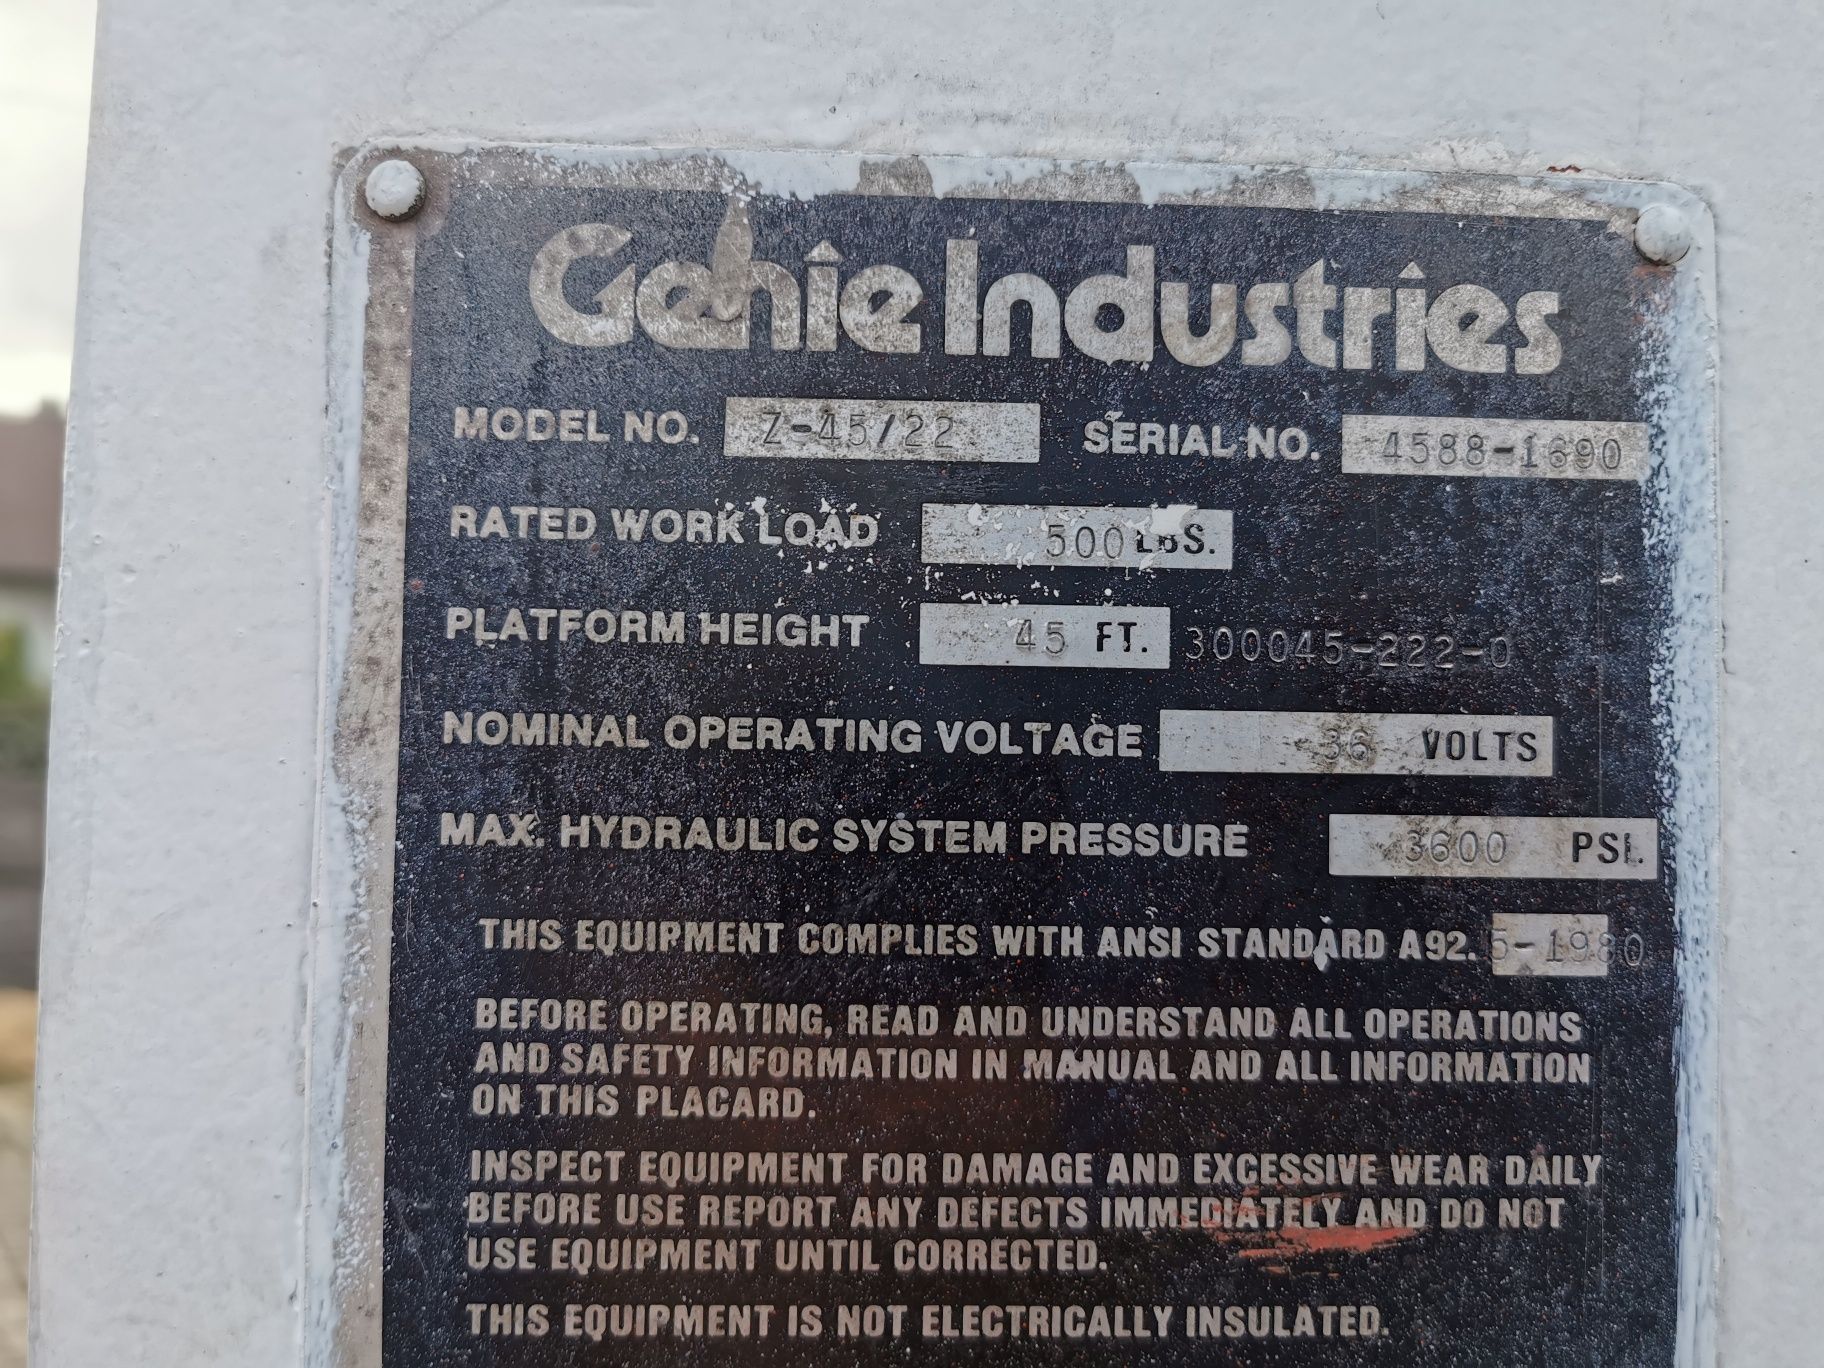 Genie Industries
MODEL NO. Z-45/22 SERIAL NO. 4588-1690
RATED WORK LOAD 500 LBS.
PLATFORM HEIGHT 45 FT. 300045-222-0
NOMINAL OPERATING VOLTAGE 36 VOLTS
MAX. HYDRAULIC SYSTEM PRESSURE 3600 PSI.
THIS EQUIPMENT COMPLIES WITH ANSI STANDARD A92.5-1980
BEFORE OPERATING, READ AND UNDERSTAND ALL OPERATIONS
AND SAFETY INFORMATION IN MANUAL AND ALL INFORMATION
ON THIS PLACARD.
INSPECT EQUIPMENT FOR DAMAGE AND EXCESSIVE WEAR DAILY
BEFORE USE REPORT ANY DEFECTS IMMEDIATELY AND DO NOT
USE EQUIPMENT UNTIL CORRECTED.
THIS EQUIPMENT IS NOT ELECTRICALLY INSULATED.